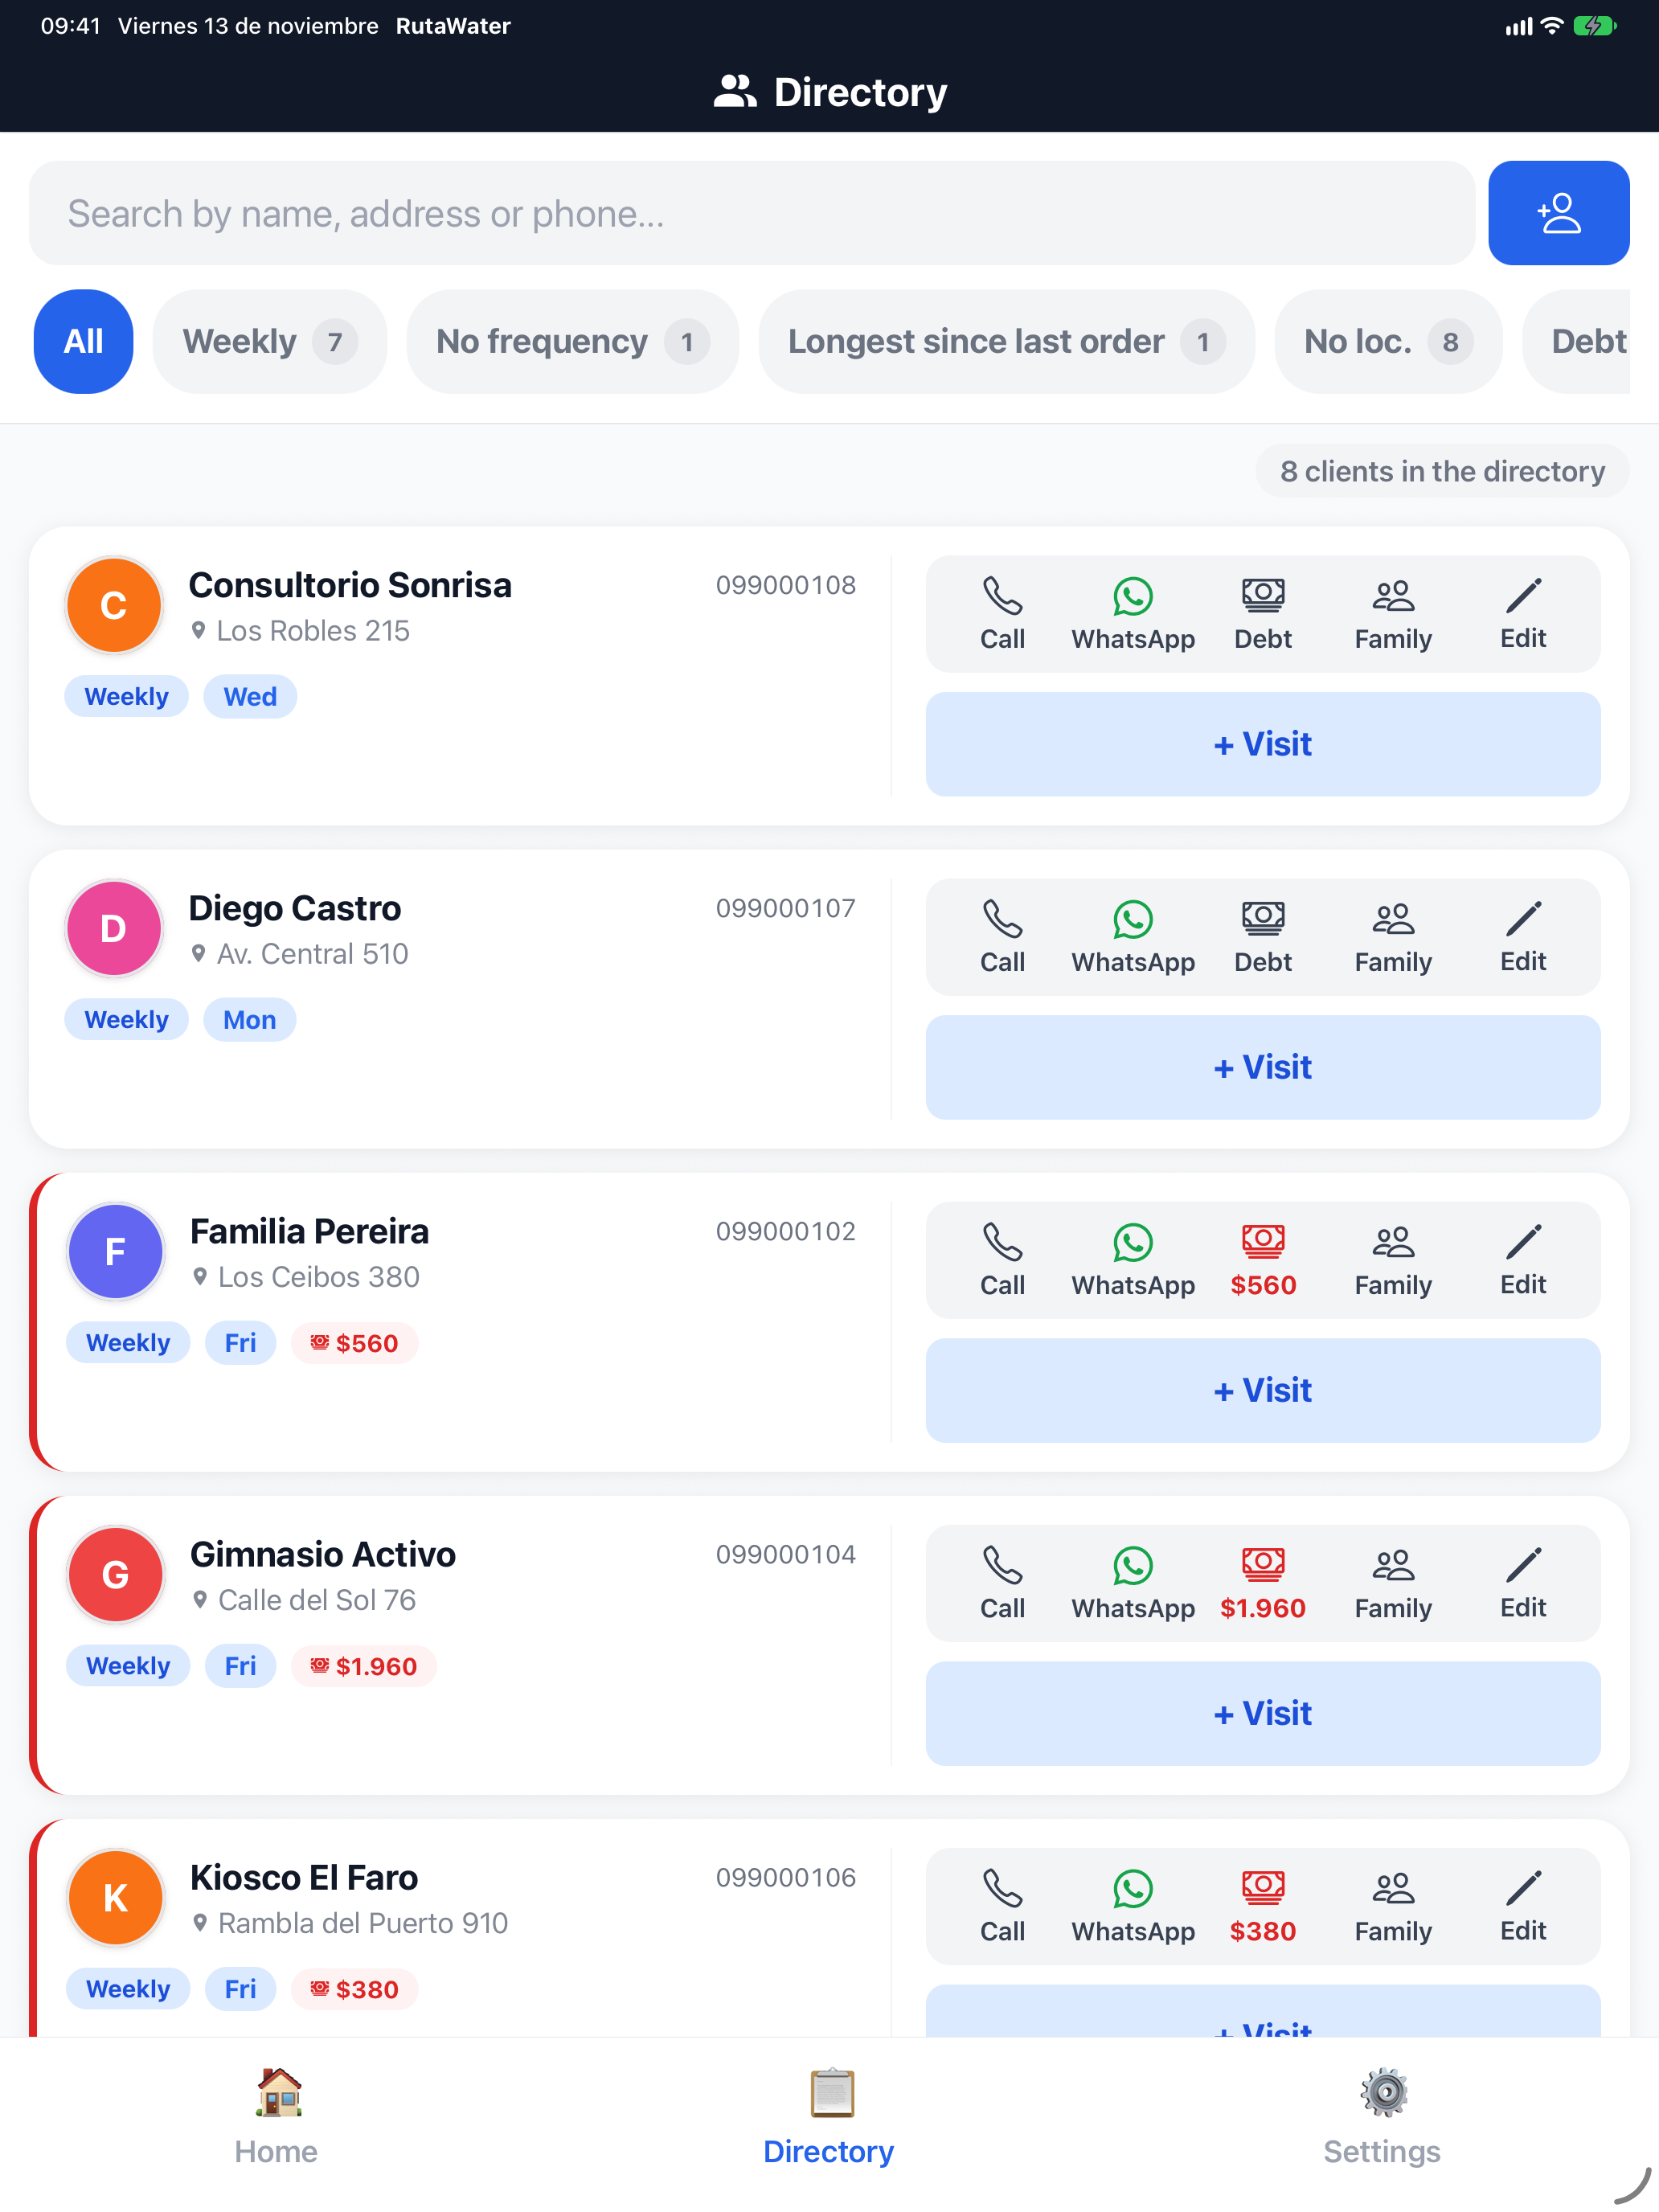 09:41 Viernes 13 de noviembre RutaWater
Directory
Search by name, address or phone...
All
Weekly 7
No frequency 1
Longest since last order 1
No loc. 8
Debt
8 clients in the directory
C
Consultorio Sonrisa
099000108
Los Robles 215
Weekly
Wed
Call
WhatsApp
Debt
Family
Edit
+ Visit
D
Diego Castro
099000107
Av. Central 510
Weekly
Mon
Call
WhatsApp
Debt
Family
Edit
+ Visit
F
Familia Pereira
099000102
Los Ceibos 380
Weekly
Fri
$560
Call
WhatsApp
$560
Family
Edit
+ Visit
G
Gimnasio Activo
099000104
Calle del Sol 76
Weekly
Fri
$1.960
Call
WhatsApp
$1.960
Family
Edit
+ Visit
K
Kiosco El Faro
099000106
Rambla del Puerto 910
Weekly
Fri
$380
Call
WhatsApp
$380
Family
Edit
+ Visit
Home
Directory
Settings